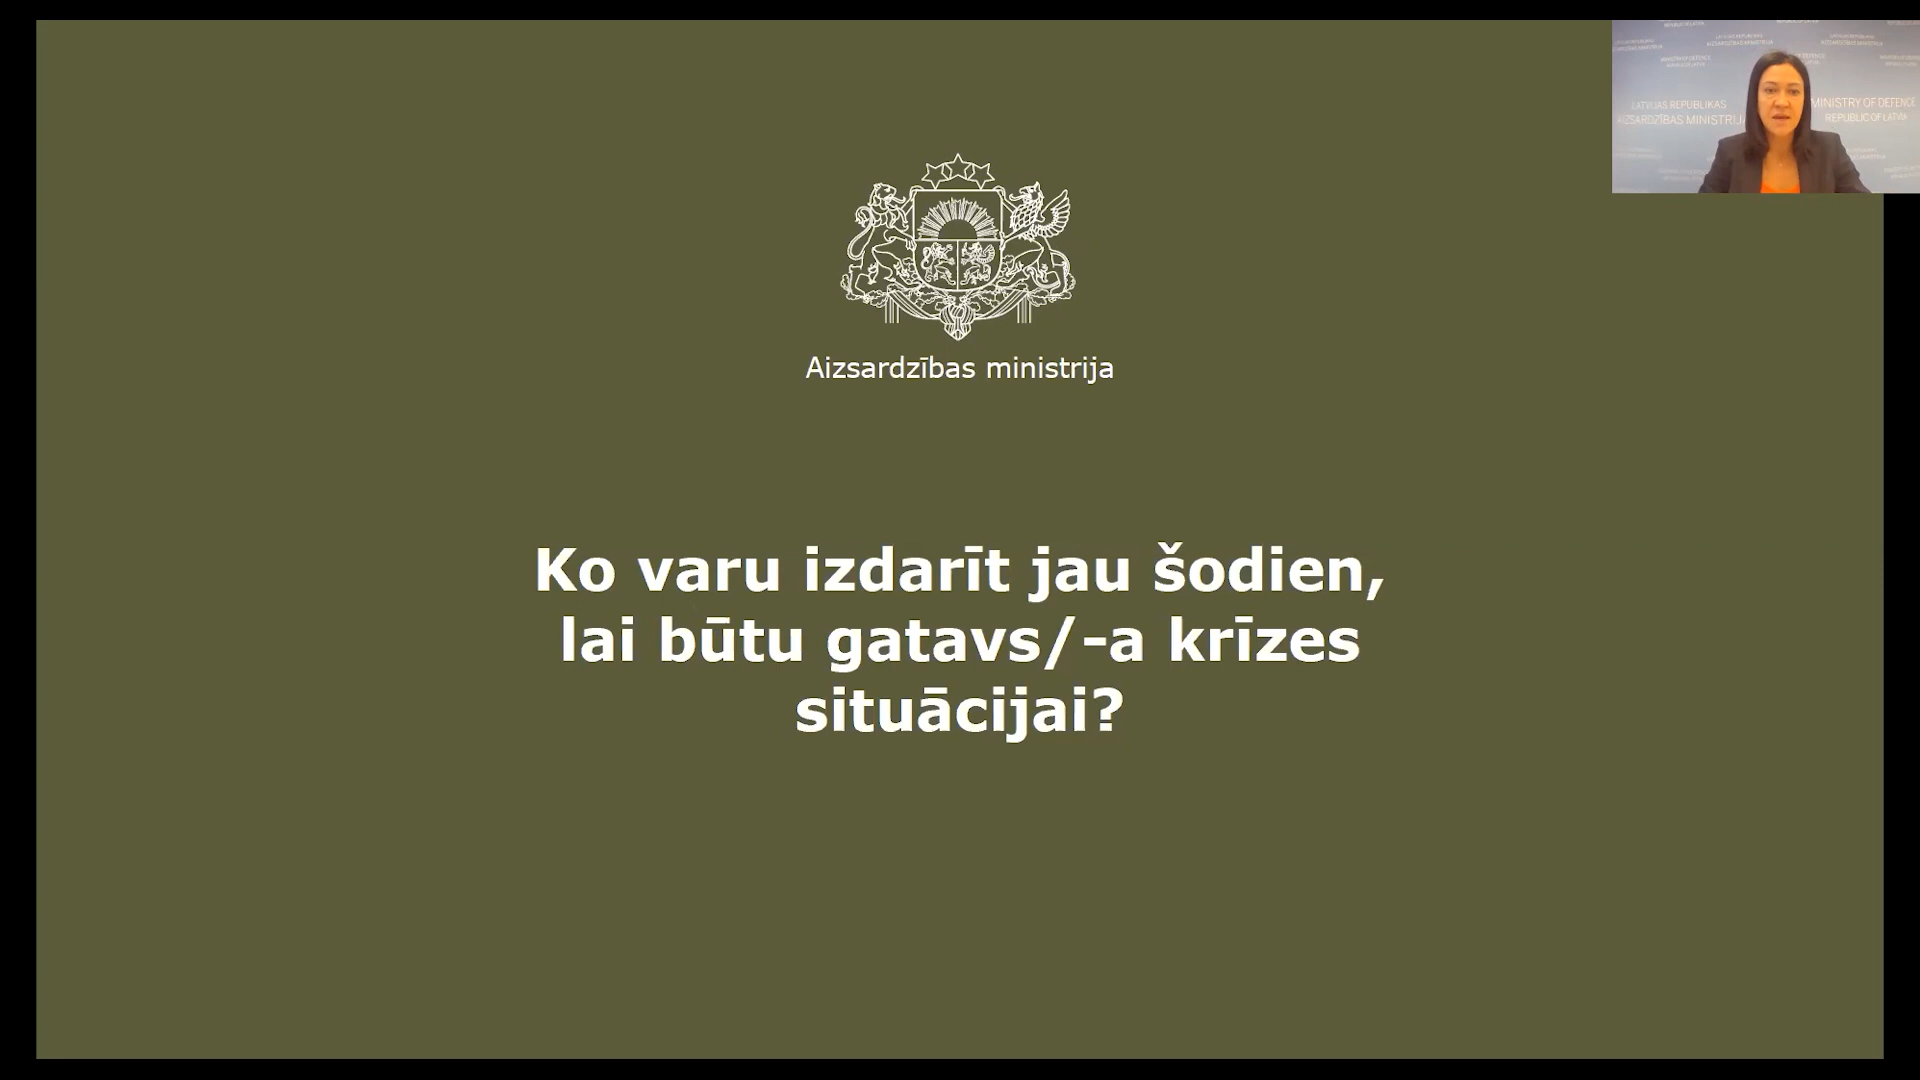 Aizsardzības ministrija
Ko varu izdarīt jau šodien,
lai būtu gatavs/-a krīzes
situācijai?
LATVIJAS REPUBLIKAS
AIZSARDZĪBAS MINISTRIJA
MINISTRY OF DEFENCE
REPUBLIC OF LATVIA